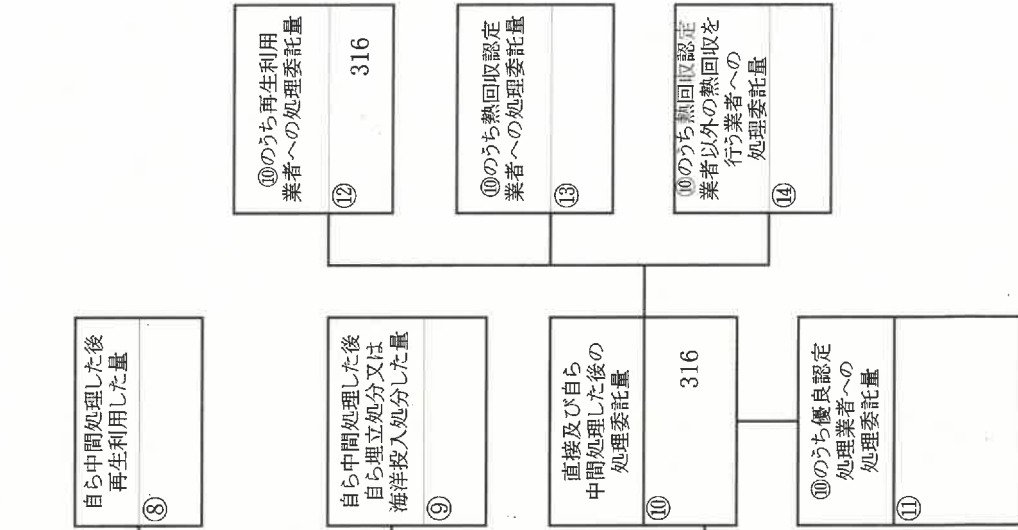 自ら中間処理した後
再生利用した量
⑧
自ら中間処理した後
自ら埋立処分又は
海洋投入処分した量
⑨
直接及び自ら
中間処理した後の
処理委託量
⑩
316
⑩のうち優良認定
処理業者への
処理委託量
⑪
⑩のうち再生利用
業者への処理委託量
⑫
316
⑩のうち熱回収認定
業者への処理委託量
⑬
⑩のうち熱回収認定
業者以外の熱回収を
行う業者への
処理委託量
⑭